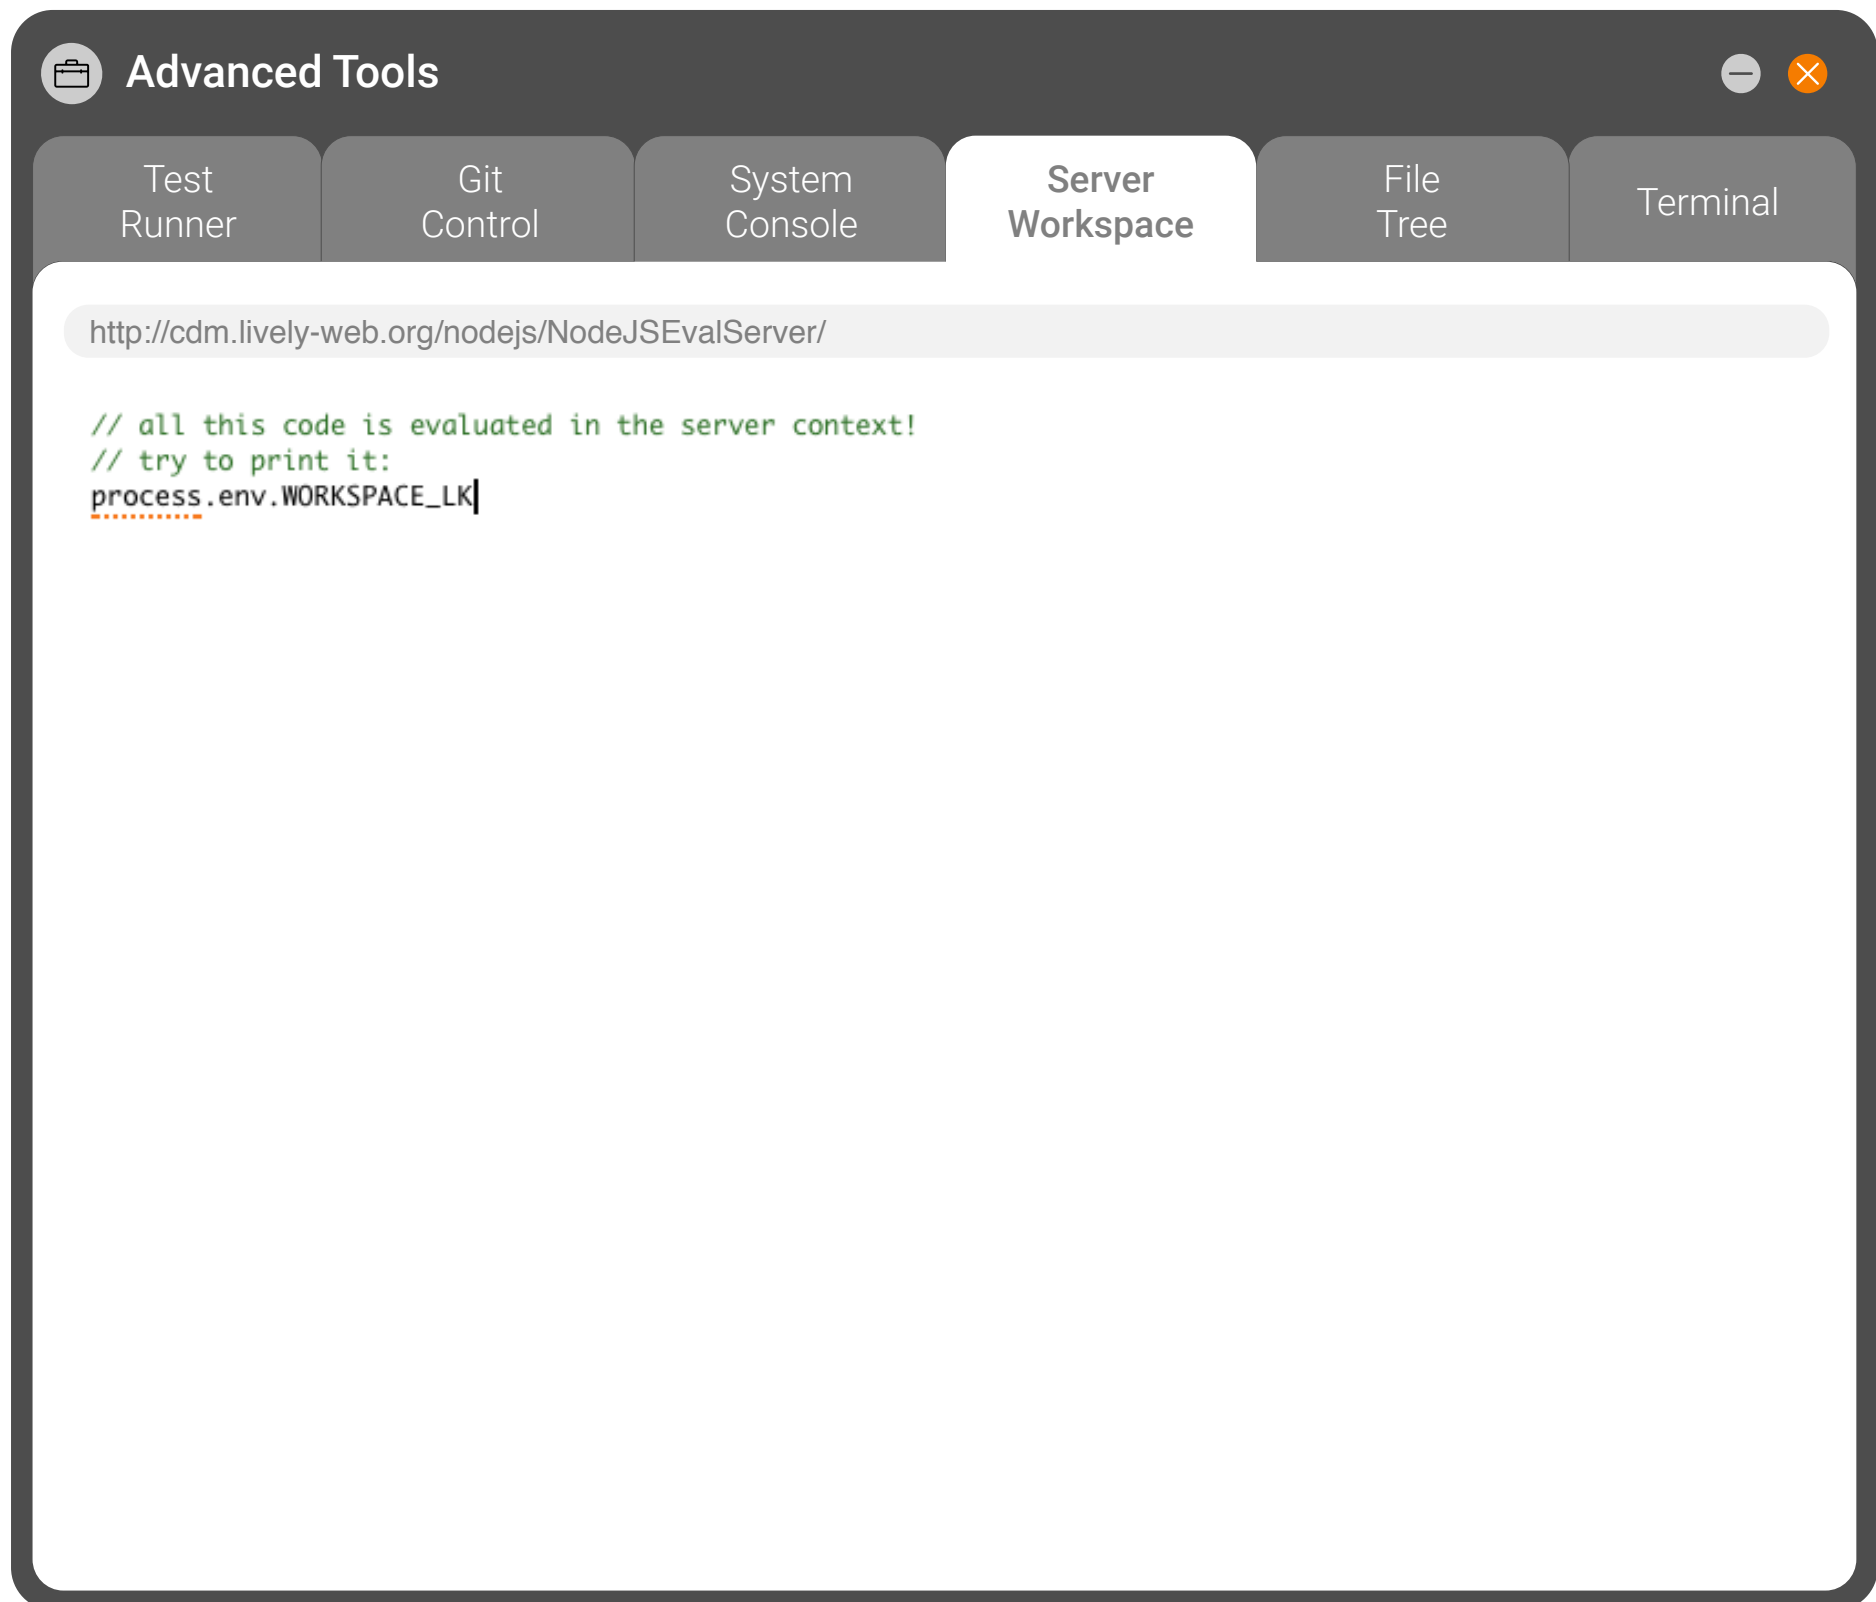 Advanced Tools
Test
Runner
Git
Control
System
Console
Server
Workspace
File
Tree
Terminal
http://cdm.lively-web.org/nodejs/NodeJSEvalServer/
// all this code is evaluated in the server context!
// try to print it:
process.env.WORKSPACE_LK